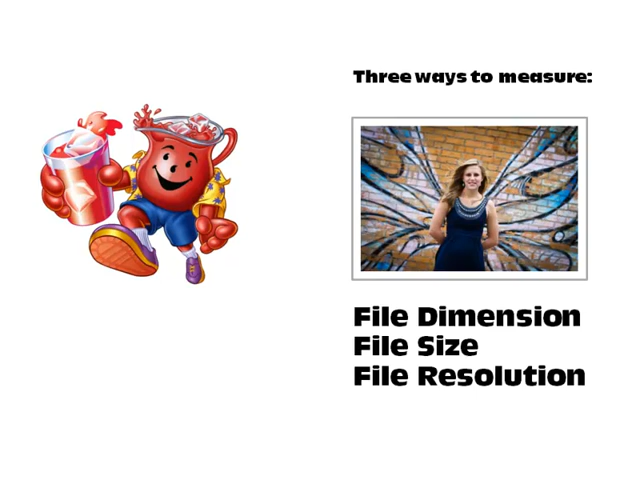 Three ways to measure:
File Dimension
File Size
File Resolution